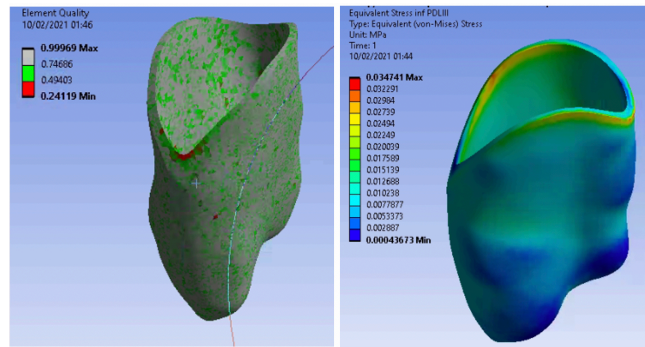 Element Quality
10/02/2021 01:46
0.99969 Max
0.74686
0.49403
0.24119 Min
Equivalent Stress inf PDLIII
Type: Equivalent (von-Mises) Stress
Unit: MPa
Time: 1
10/02/2021 01:44
0.034741 Max
0.032291
0.02984
0.02739
0.02494
0.02249
0.020039
0.017589
0.015139
0.012688
0.010238
0.0077877
0.0053373
0.002887
0.00043673 Min